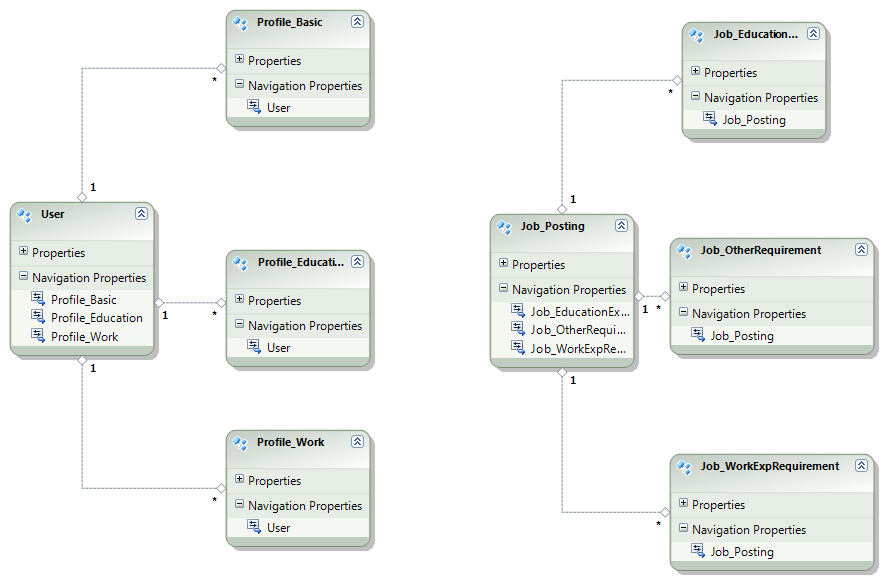 Profile_Basic
Properties
Navigation Properties
User
1
*
User
Properties
Navigation Properties
Profile_Basic
Profile_Education
Profile_Work
1
*
1
Profile_Educati...
Properties
Navigation Properties
User
Profile_Work
Properties
Navigation Properties
User
*
Job_Education...
Properties
Navigation Properties
Job_Posting
*
1
Job_Posting
Properties
Navigation Properties
Job_EducationEx...
Job_OtherRequi...
Job_WorkExpRe...
1
*
1
Job_OtherRequirement
Properties
Navigation Properties
Job_Posting
Job_WorkExpRequirement
Properties
Navigation Properties
Job_Posting
*